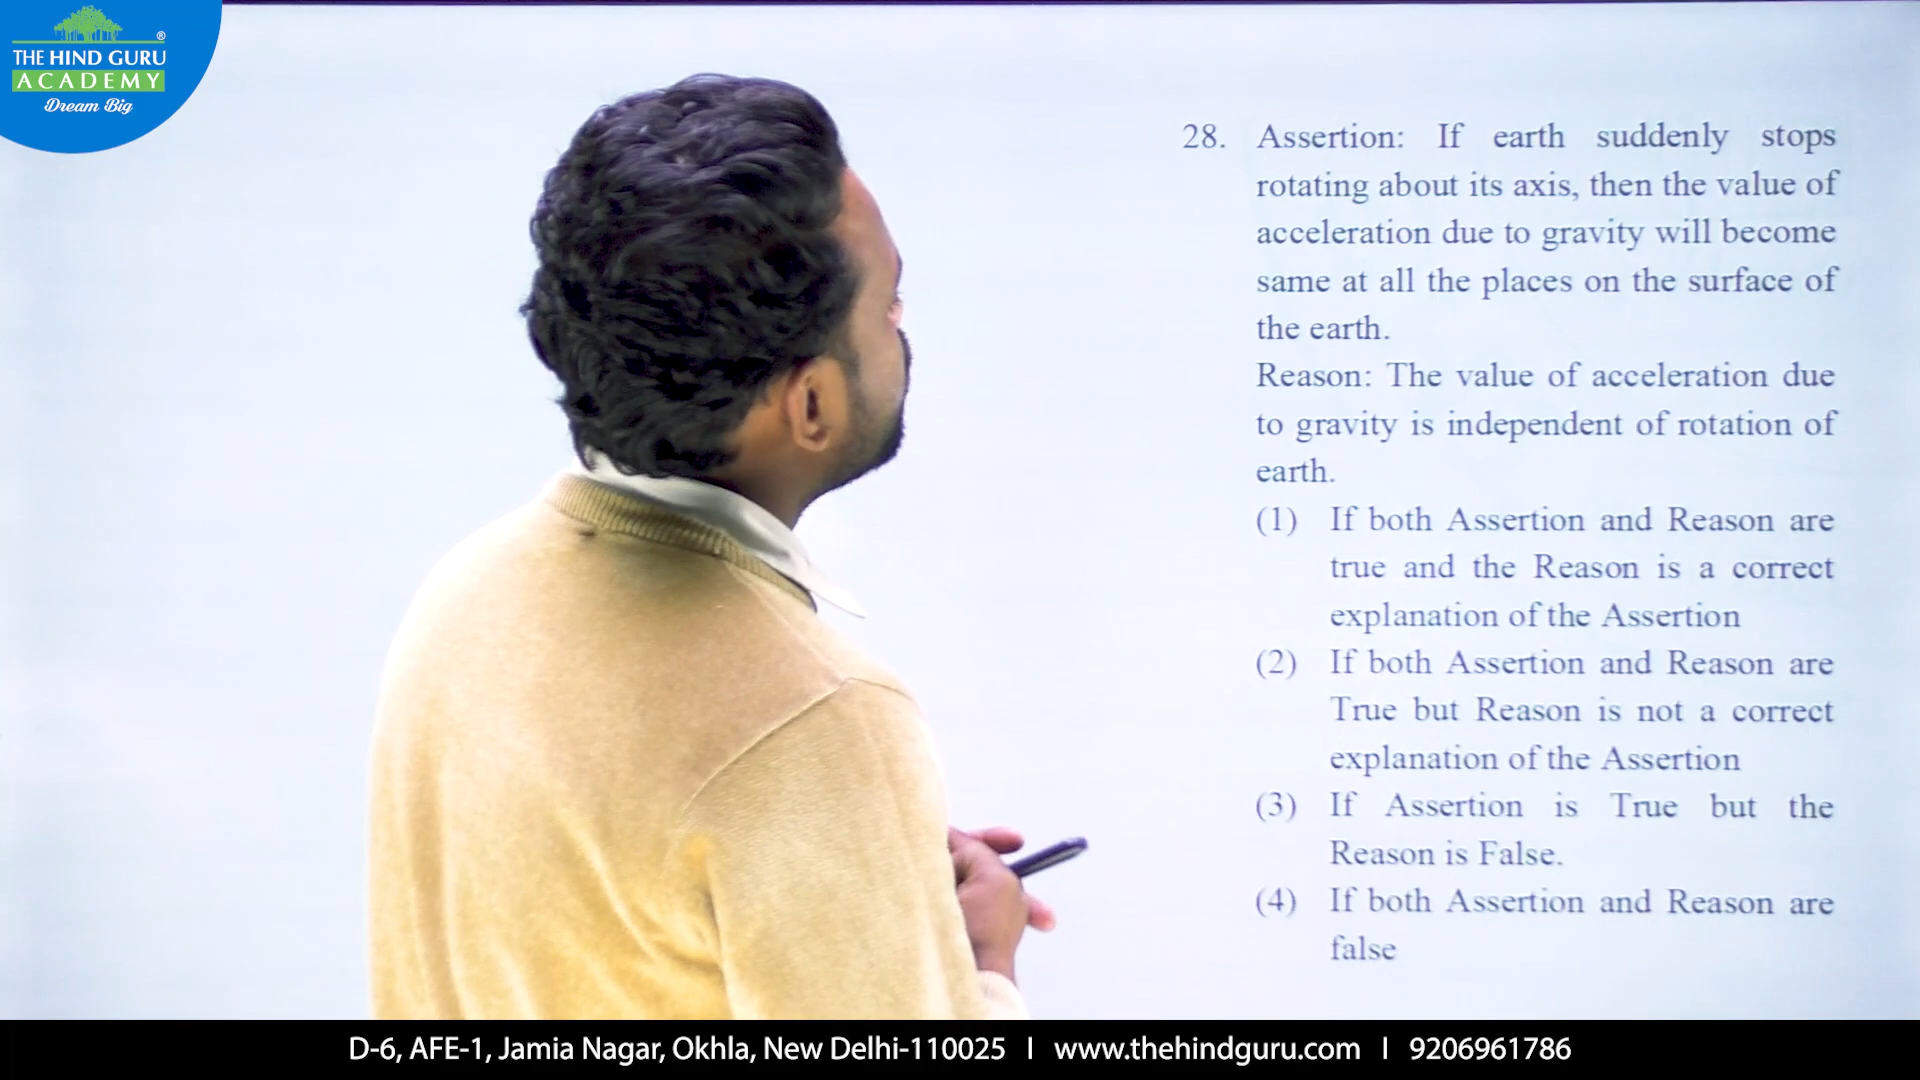 THE HIND GURU
ACADEMY
Dream Big
28. Assertion: If earth suddenly stops
rotating about its axis, then the value of
acceleration due to gravity will become
same at all the places on the surface of
the earth.
Reason: The value of acceleration due
to gravity is independent of rotation of
earth.
(1) If both Assertion and Reason are
true and the Reason is a correct
explanation of the Assertion
(2) If both Assertion and Reason are
True but Reason is not a correct
explanation of the Assertion
(3) If Assertion is True but the
Reason is False.
(4) If both Assertion and Reason are
false
D-6, AFE-1, Jamia Nagar, Okhla, New Delhi-110025 | www.thehindguru.com | 9206961786